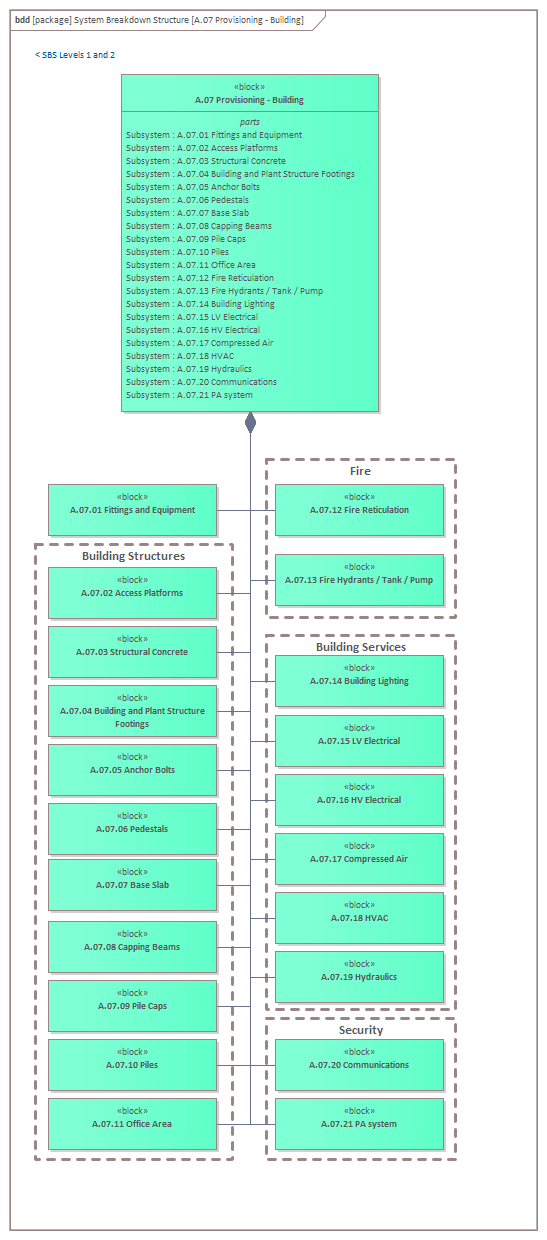 bdd [package] System Breakdown Structure [A.07 Provisioning - Building]
< SBS Levels 1 and 2
«block»
A.07 Provisioning - Building
parts
Subsystem : A.07.01 Fittings and Equipment
Subsystem : A.07.02 Access Platforms
Subsystem : A.07.03 Structural Concrete
Subsystem : A.07.04 Building and Plant Structure Footings
Subsystem : A.07.05 Anchor Bolts
Subsystem : A.07.06 Pedestals
Subsystem : A.07.07 Base Slab
Subsystem : A.07.08 Capping Beams
Subsystem : A.07.09 Pile Caps
Subsystem : A.07.10 Piles
Subsystem : A.07.11 Office Area
Subsystem : A.07.12 Fire Reticulation
Subsystem : A.07.13 Fire Hydrants / Tank / Pump
Subsystem : A.07.14 Building Lighting
Subsystem : A.07.15 LV Electrical
Subsystem : A.07.16 HV Electrical
Subsystem : A.07.17 Compressed Air
Subsystem : A.07.18 HVAC
Subsystem : A.07.19 Hydraulics
Subsystem : A.07.20 Communications
Subsystem : A.07.21 PA system
«block»
A.07.01 Fittings and Equipment
Building Structures
«block»
A.07.02 Access Platforms
«block»
A.07.03 Structural Concrete
«block»
A.07.04 Building and Plant Structure
Footings
«block»
A.07.05 Anchor Bolts
«block»
A.07.06 Pedestals
«block»
A.07.07 Base Slab
«block»
A.07.08 Capping Beams
«block»
A.07.09 Pile Caps
«block»
A.07.10 Piles
«block»
A.07.11 Office Area
Fire
«block»
A.07.12 Fire Reticulation
«block»
A.07.13 Fire Hydrants / Tank / Pump
Building Services
«block»
A.07.14 Building Lighting
«block»
A.07.15 LV Electrical
«block»
A.07.16 HV Electrical
«block»
A.07.17 Compressed Air
«block»
A.07.18 HVAC
«block»
A.07.19 Hydraulics
Security
«block»
A.07.20 Communications
«block»
A.07.21 PA system